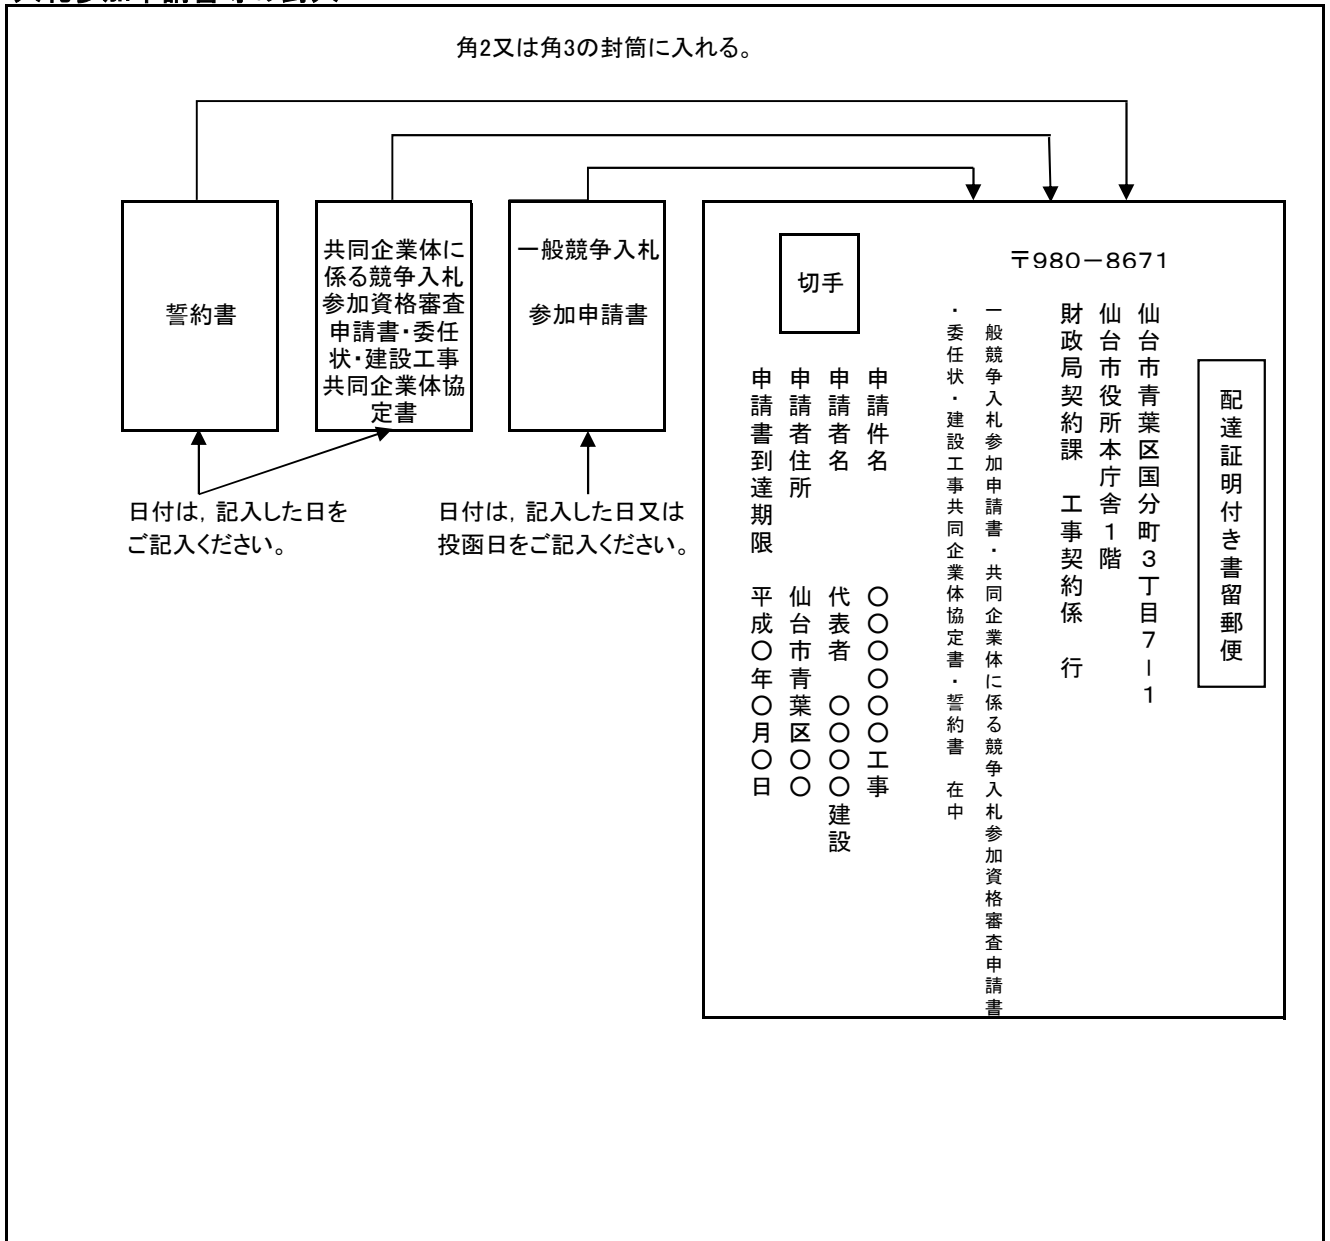 角2又は角3の封筒に入れる。
誓約書
共同企業体に
係る競争入札
参加資格審査
申請書・委任
状・建設工事
共同企業体協
定書
一般競争入札
参加申請書
日付は，記入した日を
ご記入ください。
日付は，記入した日又は
投函日をご記入ください。
切手
〒980－8671
配達証明付き書留郵便
仙台市青葉区国分町３丁目７－１
仙台市役所本庁舎１階
財政局契約課　工事契約係　行
一般競争入札参加申請書・共同企業体に係る競争入札参加資格審査申請書
・委任状・建設工事共同企業体協定書・誓約書　在中
申請件名　〇〇〇〇〇〇工事
申請者名　代表者　〇〇〇〇建設
申請者住所　仙台市青葉区〇〇
申請書到達期限　平成〇年〇月〇日